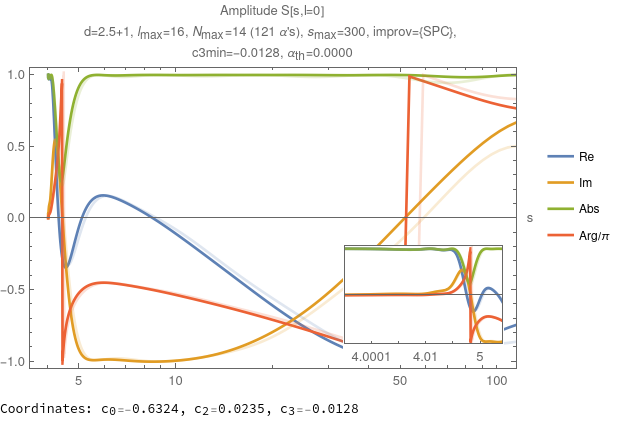 Amplitude S[s,l=0]
d=2.5+1, lmax=16, Nmax=14 (121 α's), smax=300, improv={SPC},
c3min=-0.0128, αth=0.0000
1.0
0.5
0.0
-0.5
-1.0
s
5
10
50
100
4.0001
4.01
5
Re
Im
Abs
Arg/π
Coordinates: c0=-0.6324, c2=0.0235, c3=-0.0128